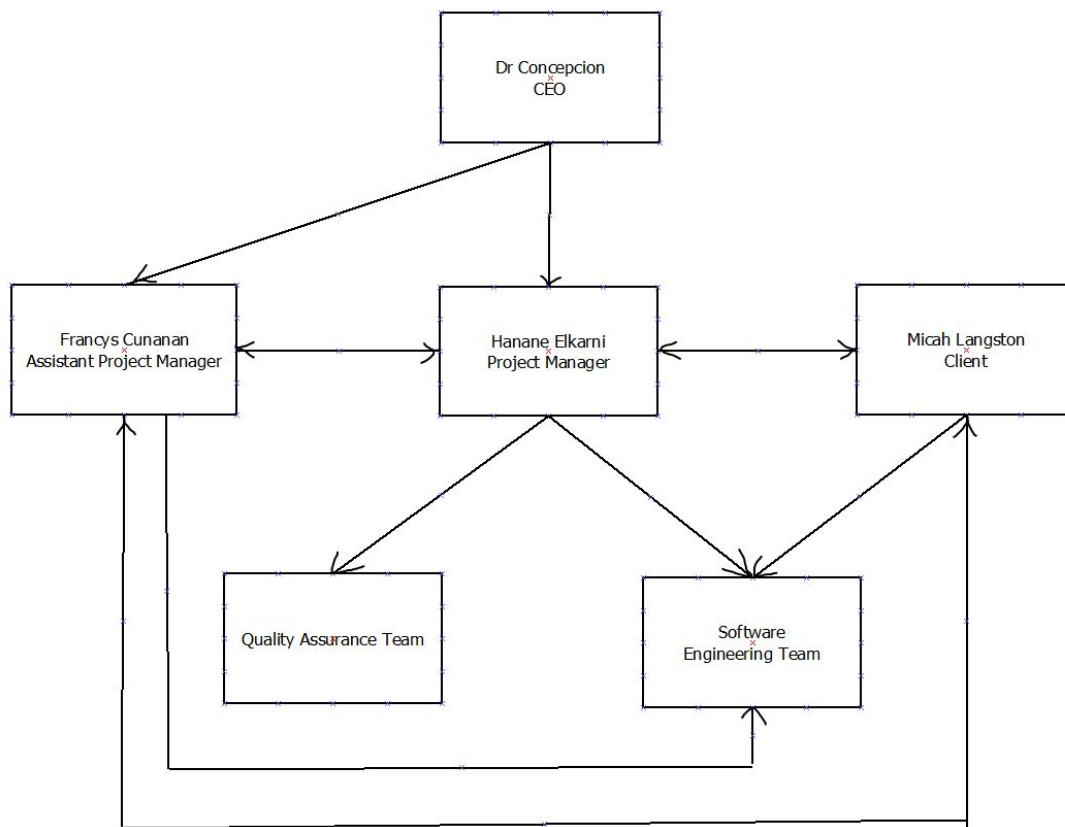 Dr Concepcion
CEO
Francys Cunanan
Assistant Project Manager
Hanane Elkarni
Project Manager
Micah Langston
Client
Quality Assurance Team
Software
Engineering Team